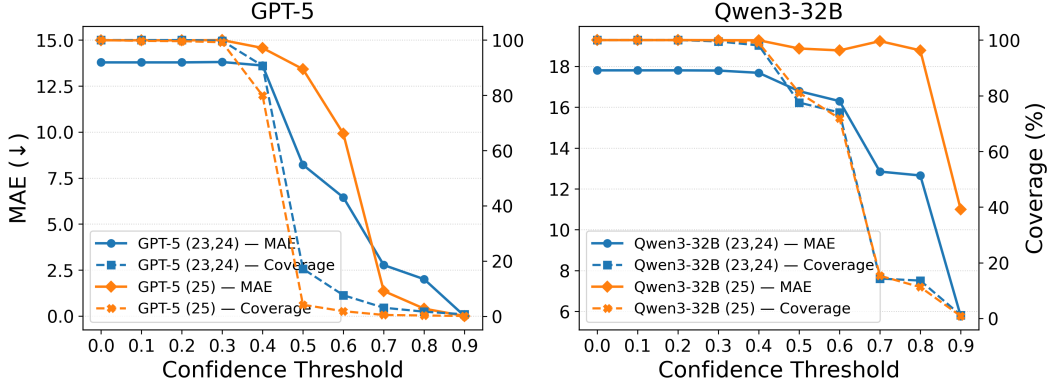 GPT-5
MAE (↓)
15.0
12.5
10.0
7.5
5.0
2.5
0.0
100
80
60
40
20
0
GPT-5 (23,24) — MAE
GPT-5 (23,24) — Coverage
GPT-5 (25) — MAE
GPT-5 (25) — Coverage
0.0 0.1 0.2 0.3 0.4 0.5 0.6 0.7 0.8 0.9
Confidence Threshold
Qwen3-32B
18
16
14
12
10
8
6
100
80
60
40
20
0
Coverage (%)
Qwen3-32B (23,24) — MAE
Qwen3-32B (23,24) — Coverage
Qwen3-32B (25) — MAE
Qwen3-32B (25) — Coverage
0.0 0.1 0.2 0.3 0.4 0.5 0.6 0.7 0.8 0.9
Confidence Threshold